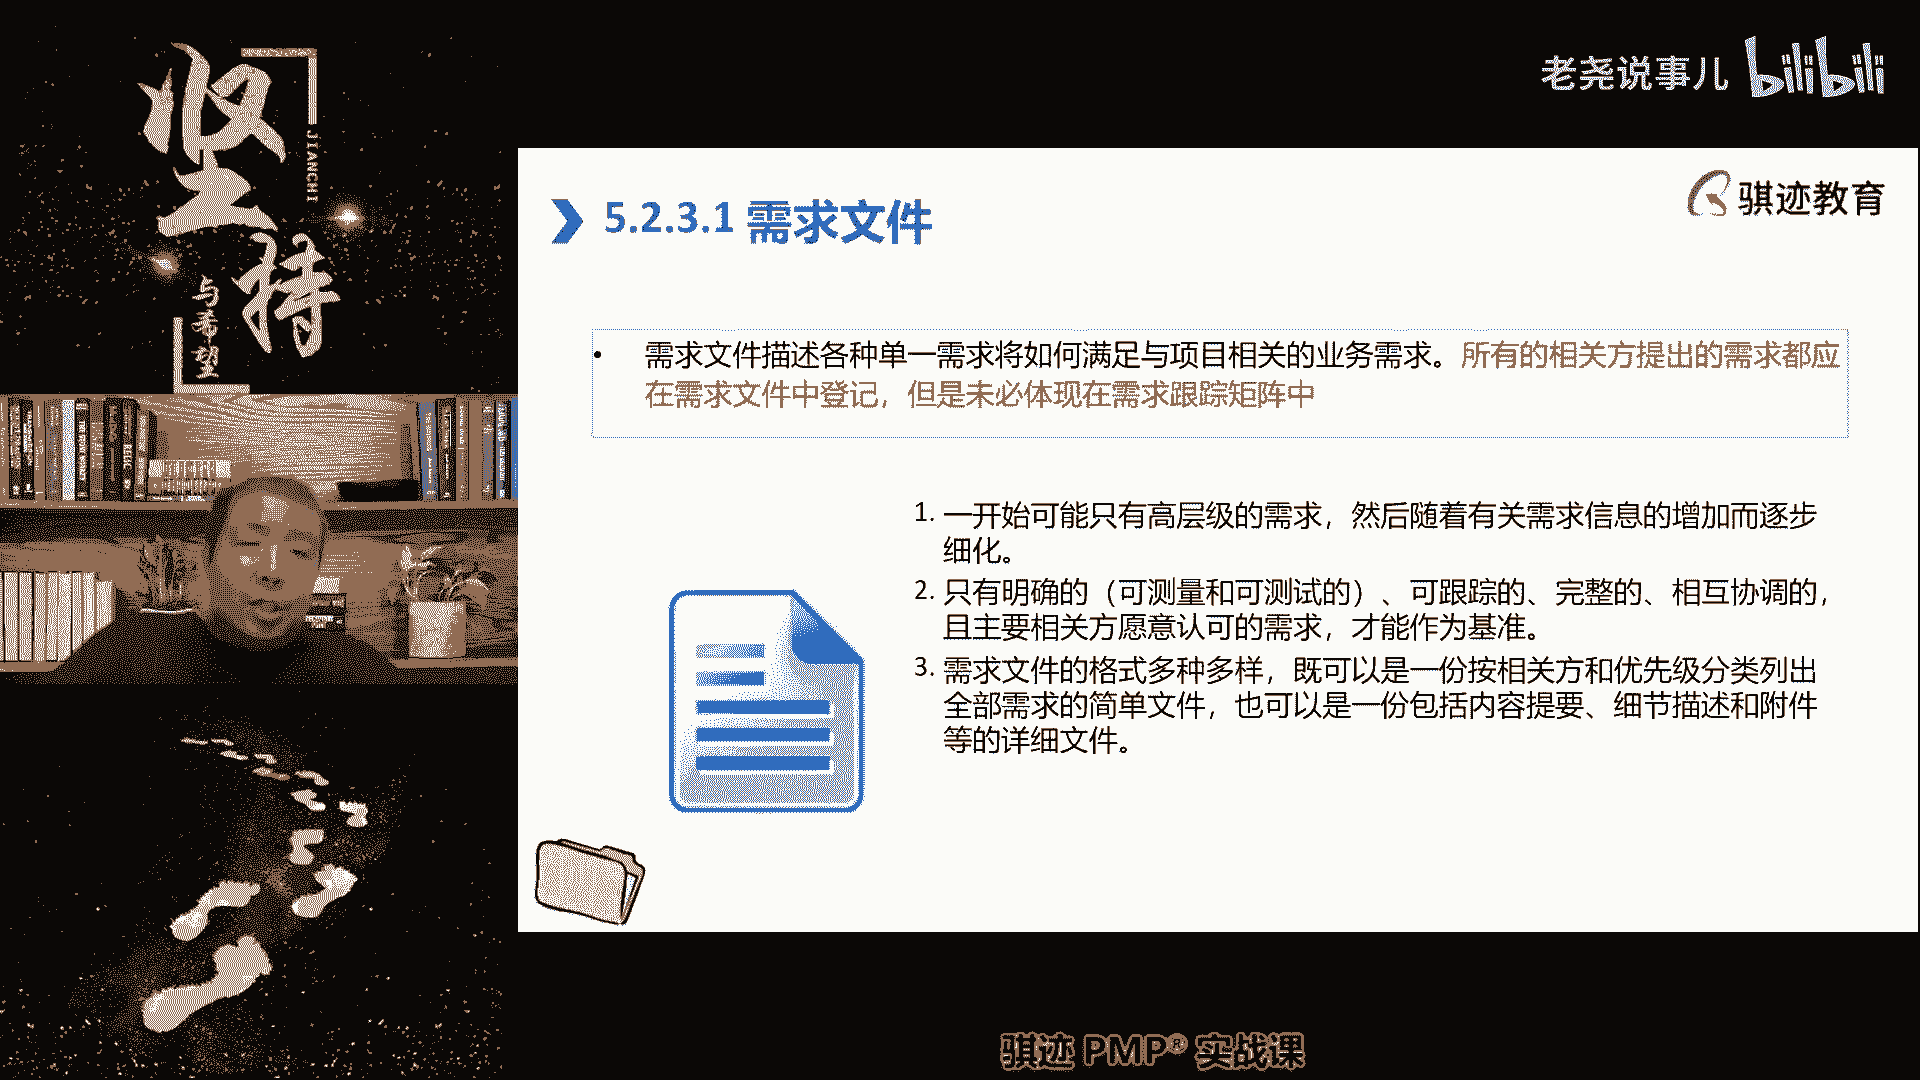 坚持
JIANCHI
与希望
老尧说事儿 bilibili
骐迹教育
5.2.3.1 需求文件
• 需求文件描述各种单一需求将如何满足与项目相关的业务需求。所有的相关方提出的需求都应
在需求文件中登记，但是未必体现在需求跟踪矩阵中
1. 一开始可能只有高层级的需求，然后随着有关需求信息的增加而逐步
细化。
2. 只有明确的（可测量和可测试的）、可跟踪的、完整的、相互协调的，
且主要相关方愿意认可的需求，才能作为基准。
3. 需求文件的格式多种多样，既可以是一份按相关方和优先级分类列出
全部需求的简单文件，也可以是一份包括内容提要、细节描述和附件
等的详细文件。
骐迹 PMP® 实战课